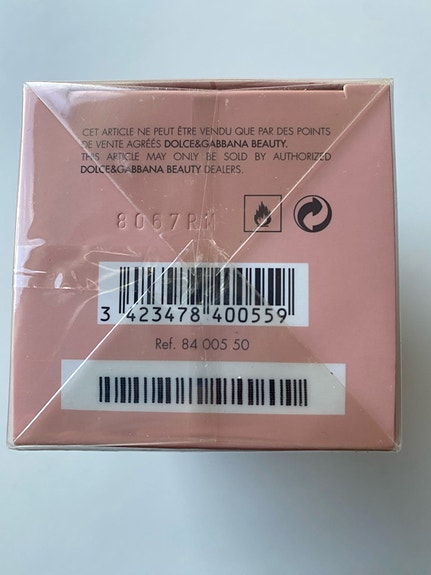 CET ARTICLE NE PEUT ÊTRE VENDU QUE PAR DES POINTS
DE VENTE AGRÉÉS DOLCE&GABBANA BEAUTY.
THIS ARTICLE MAY ONLY BE SOLD BY AUTHORIZED
DOLCE&GABBANA BEAUTY DEALERS.
8067RM
3 423478 400559
Ref. 84 005 50